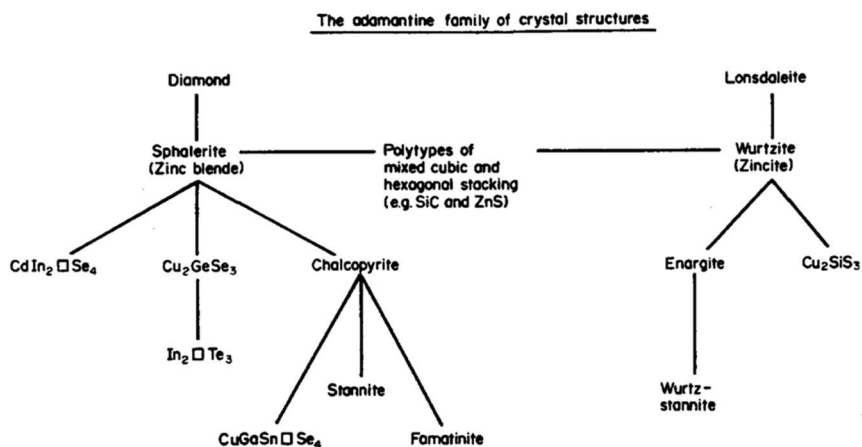 The adamantine family of crystal structures
Diamond
Lonsdaleite
Sphalerite
(Zinc blende)
Polytypes of
mixed cubic and
hexagonal stacking
(e.g. SiC and ZnS)
Wurtzite
(Zincite)
CdIn₂□Se₄
Cu₂GeSe₃
Chalcopyrite
Enargite
Cu₂SiS₃
In₂□Te₃
Stannite
Wurtz-
stannite
CuGaSn□Se₄
Famatinite